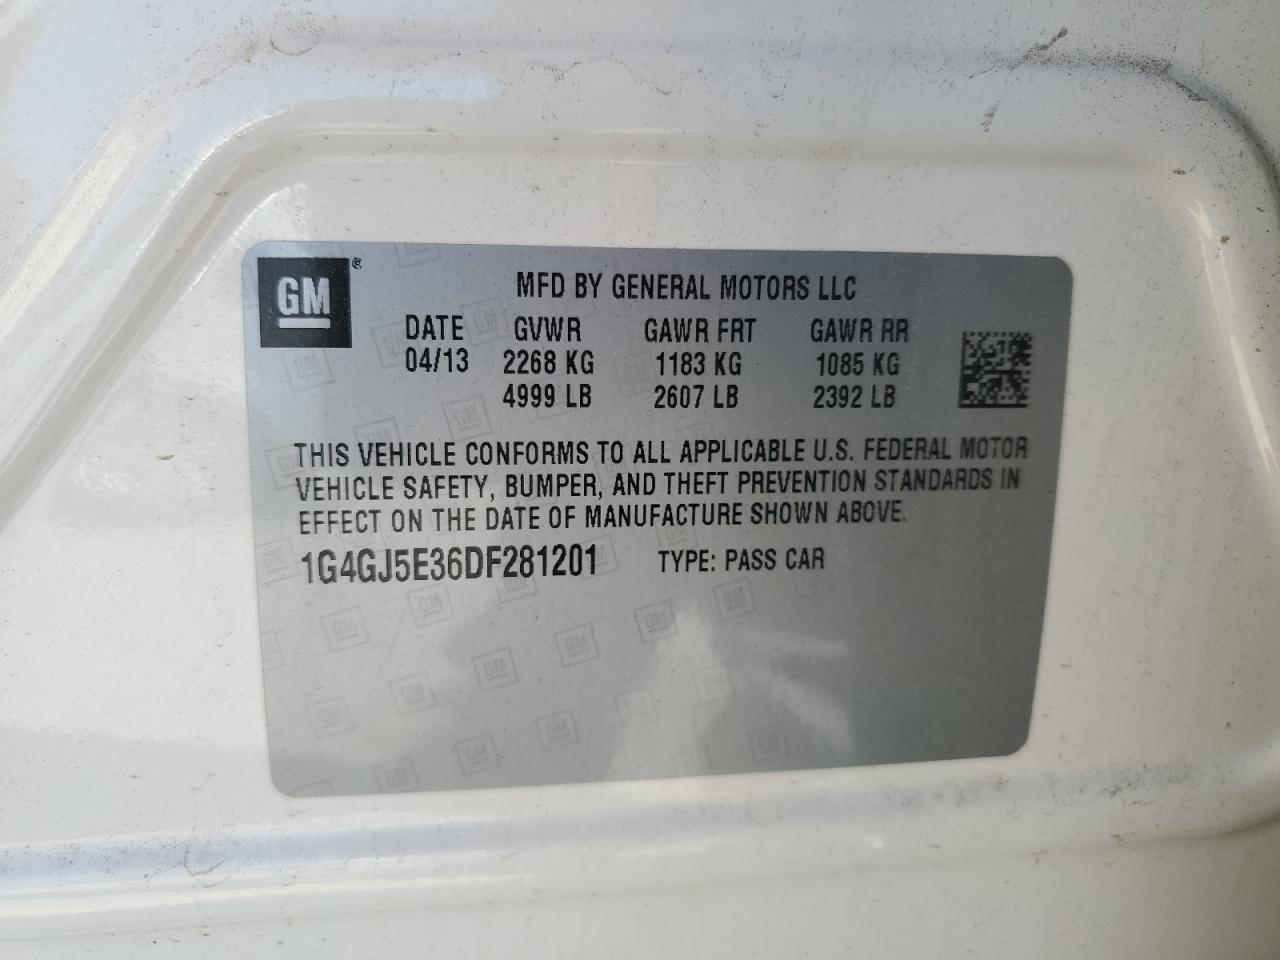 GM®
MFD BY GENERAL MOTORS LLC
DATE GVWR GAWR FRT GAWR RR
04/13 2268 KG 1183 KG 1085 KG
4999 LB 2607 LB 2392 LB
THIS VEHICLE CONFORMS TO ALL APPLICABLE U.S. FEDERAL MOTOR
VEHICLE SAFETY, BUMPER, AND THEFT PREVENTION STANDARDS IN
EFFECT ON THE DATE OF MANUFACTURE SHOWN ABOVE.
1G4GJ5E36DF281201 TYPE: PASS CAR